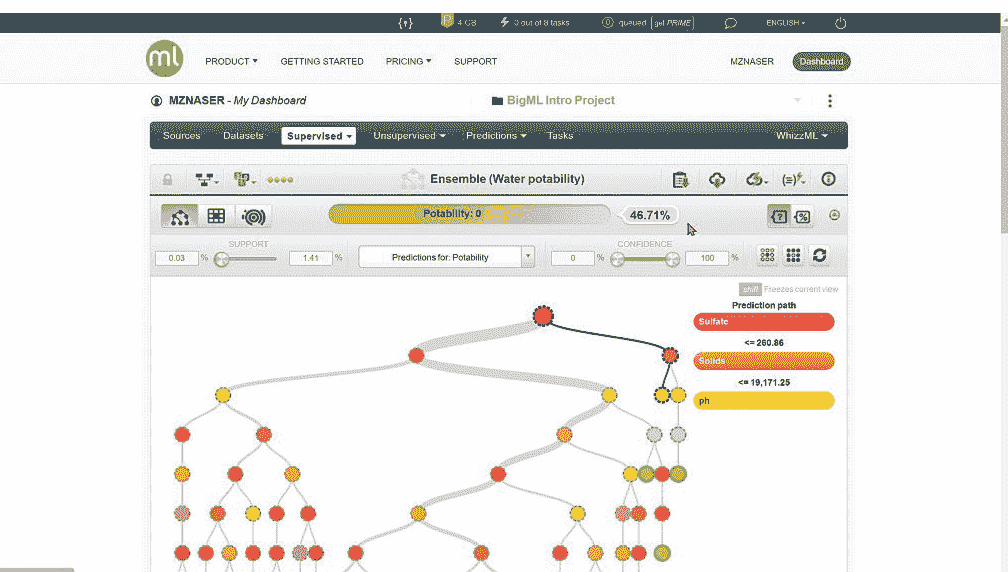 4 GB 0 out of 8 tasks 0 queued get PRIME ENGLISH
ml PRODUCT GETTING STARTED PRICING SUPPORT MZNASER Dashboard
MZNASER - My Dashboard BigML Intro Project
Sources Datasets Supervised Unsupervised Predictions Tasks WhizzML
Ensemble (Water potability)
Potability: 0 46.71%
SUPPORT CONFIDENCE
0.03 % 1.41 % Predictions for: Potability 0 % 100 %
shift Freezes current view
Prediction path
Sulfate
<= 260.86
Solids
<= 19,171.25
ph